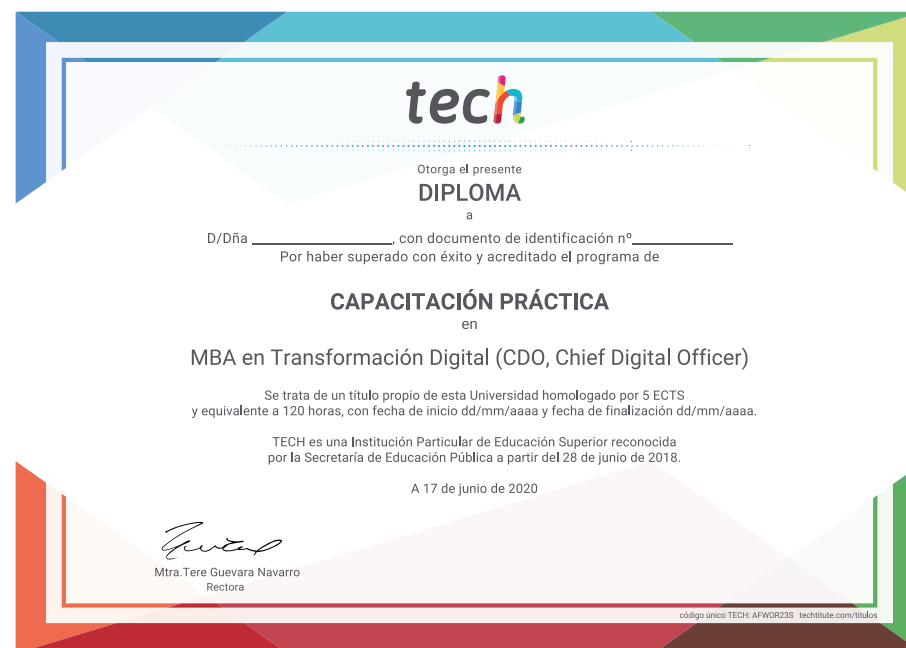 tech
Otorga el presente
DIPLOMA
a
D/Dña ____________________, con documento de identificación nº______________
Por haber superado con éxito y acreditado el programa de
CAPACITACIÓN PRÁCTICA
en
MBA en Transformación Digital (CDO, Chief Digital Officer)
Se trata de un título propio de esta Universidad homologado por 5 ECTS
y equivalente a 120 horas, con fecha de inicio dd/mm/aaaa y fecha de finalización dd/mm/aaaa.
TECH es una Institución Particular de Educación Superior reconocida
por la Secretaría de Educación Pública a partir del 28 de junio de 2018.
A 17 de junio de 2020
Mtra.Tere Guevara Navarro
Rectora
código único TECH: AFWOR23S techtitute.com/titulos